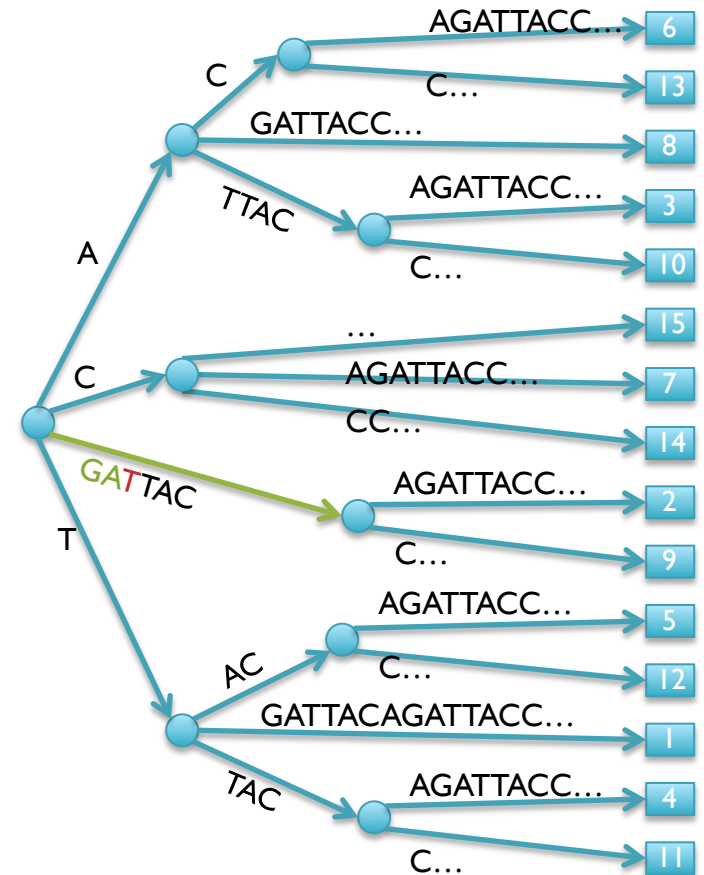 AGATTACC… 6
C
C… 13
GATTACC… 8
AGATTACC… 3
TTAC
A
C… 10
… 15
C
AGATTACC… 7
CC… 14
GATTAC
AGATTACC… 2
T
C… 9
AGATTACC… 5
AC
C… 12
GATTACAGATTACC… 1
TAC
AGATTACC… 4
C… 11